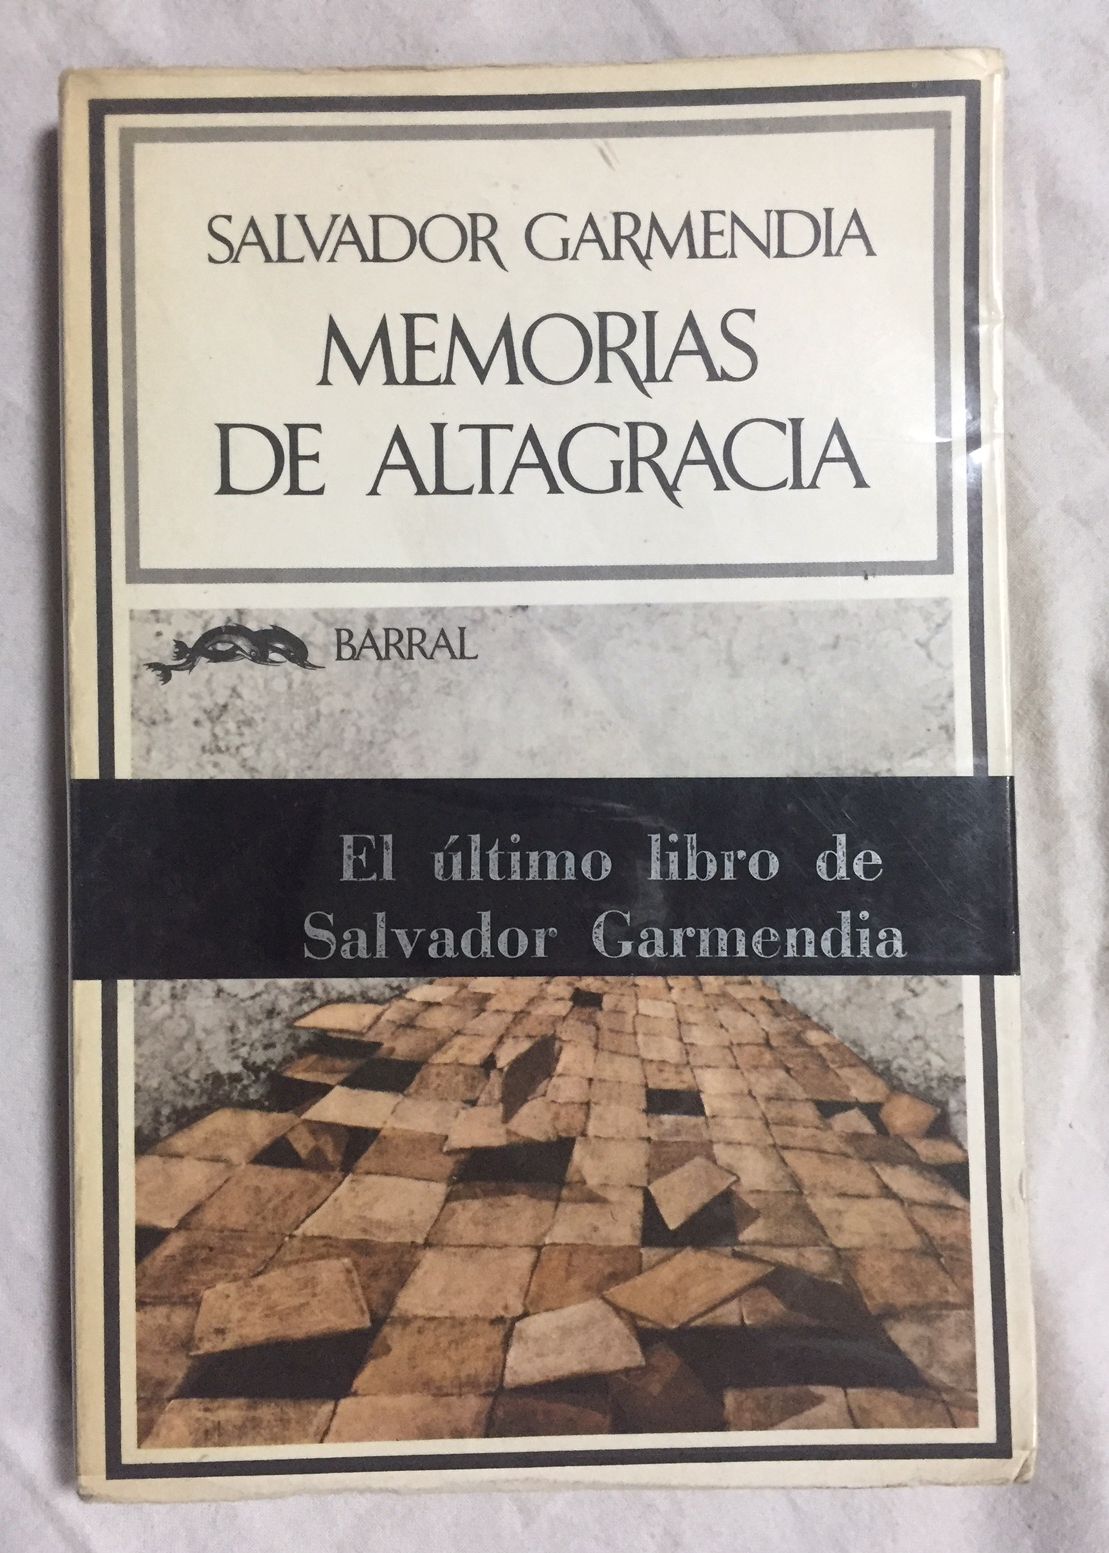 SALVADOR GARMENDIA
MEMORIAS
DE ALTAGRACIA
BARRAL
El último libro de
Salvador Garmendia